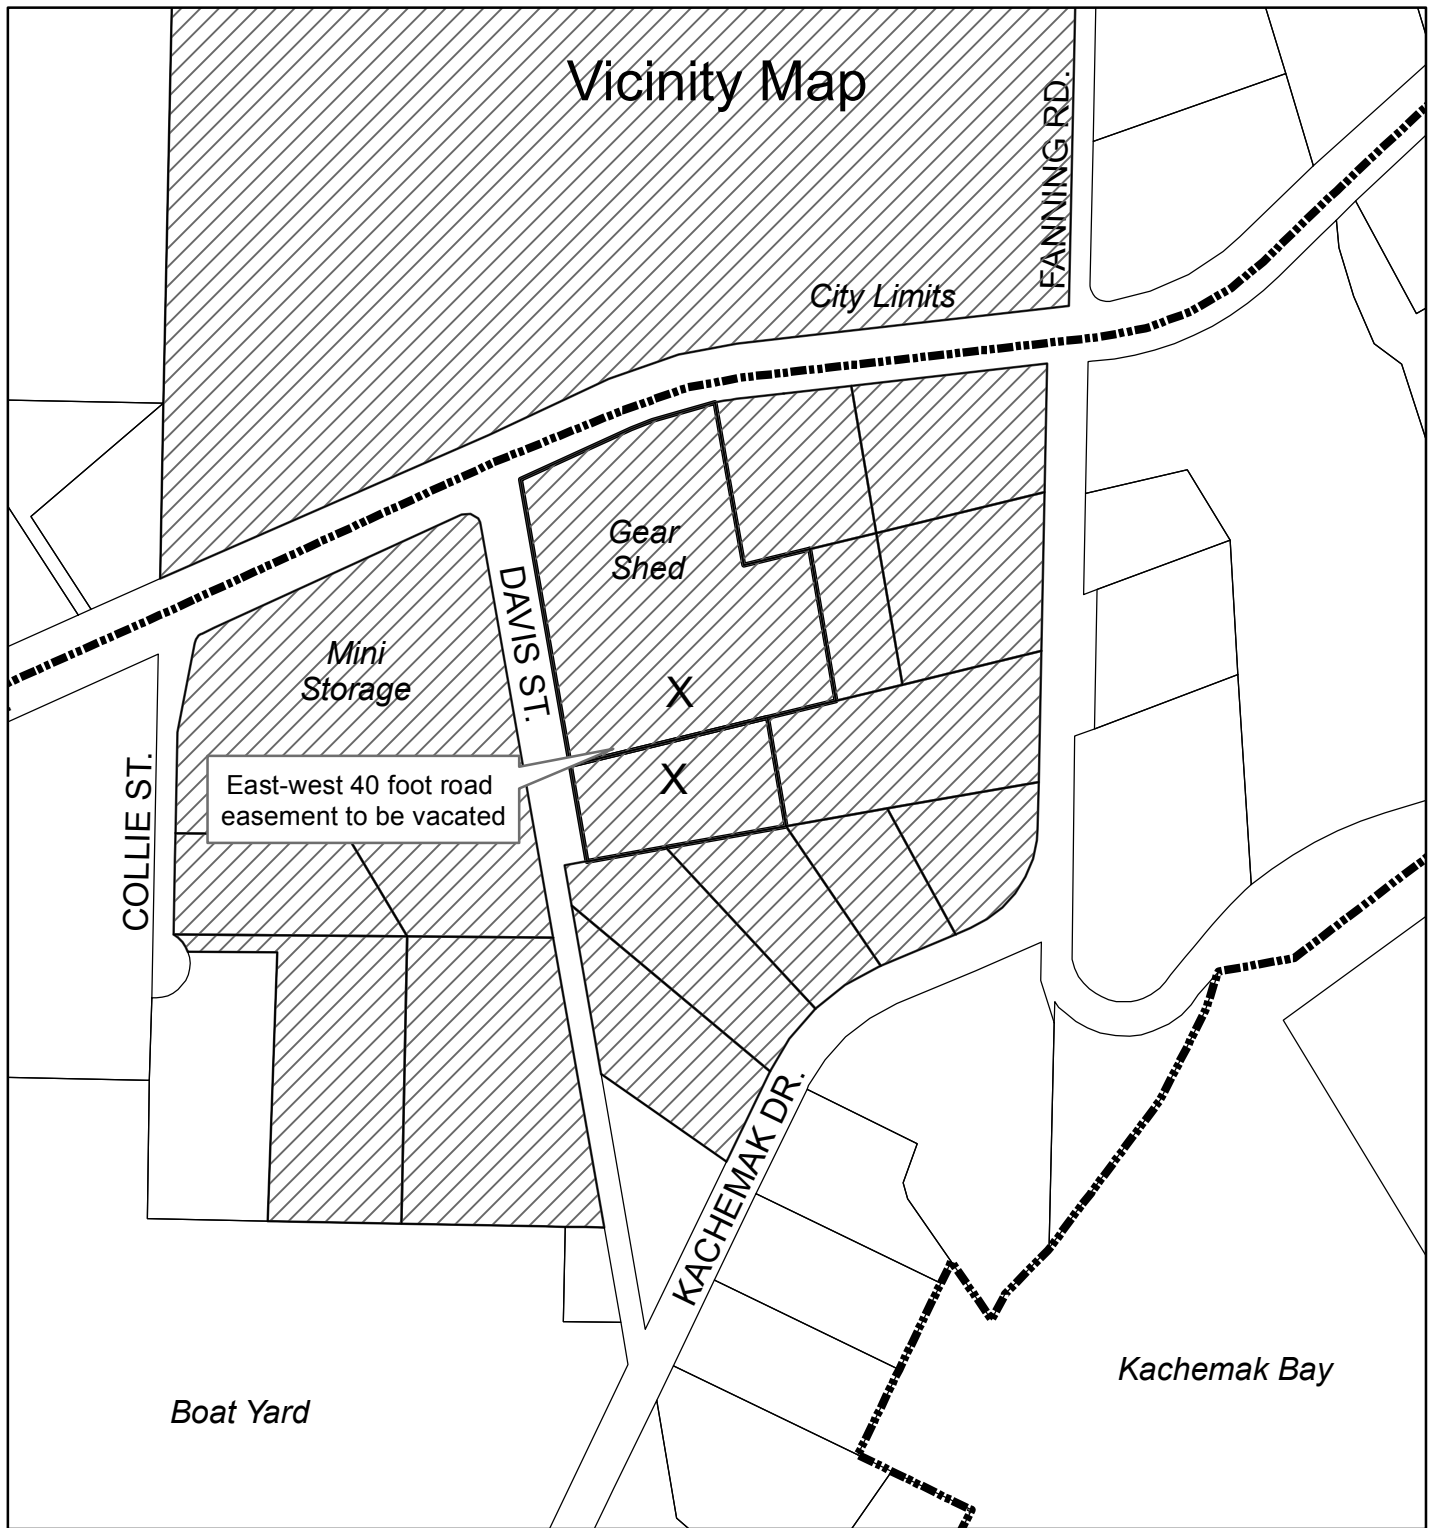 Vicinity Map
FANNING RD.
City Limits
Gear
Shed
DAVIS ST.
Mini
Storage
X
COLLIE ST.
East-west 40 foot road
easement to be vacated
X
KACHEMAK DR.
Kachemak Bay
Boat Yard